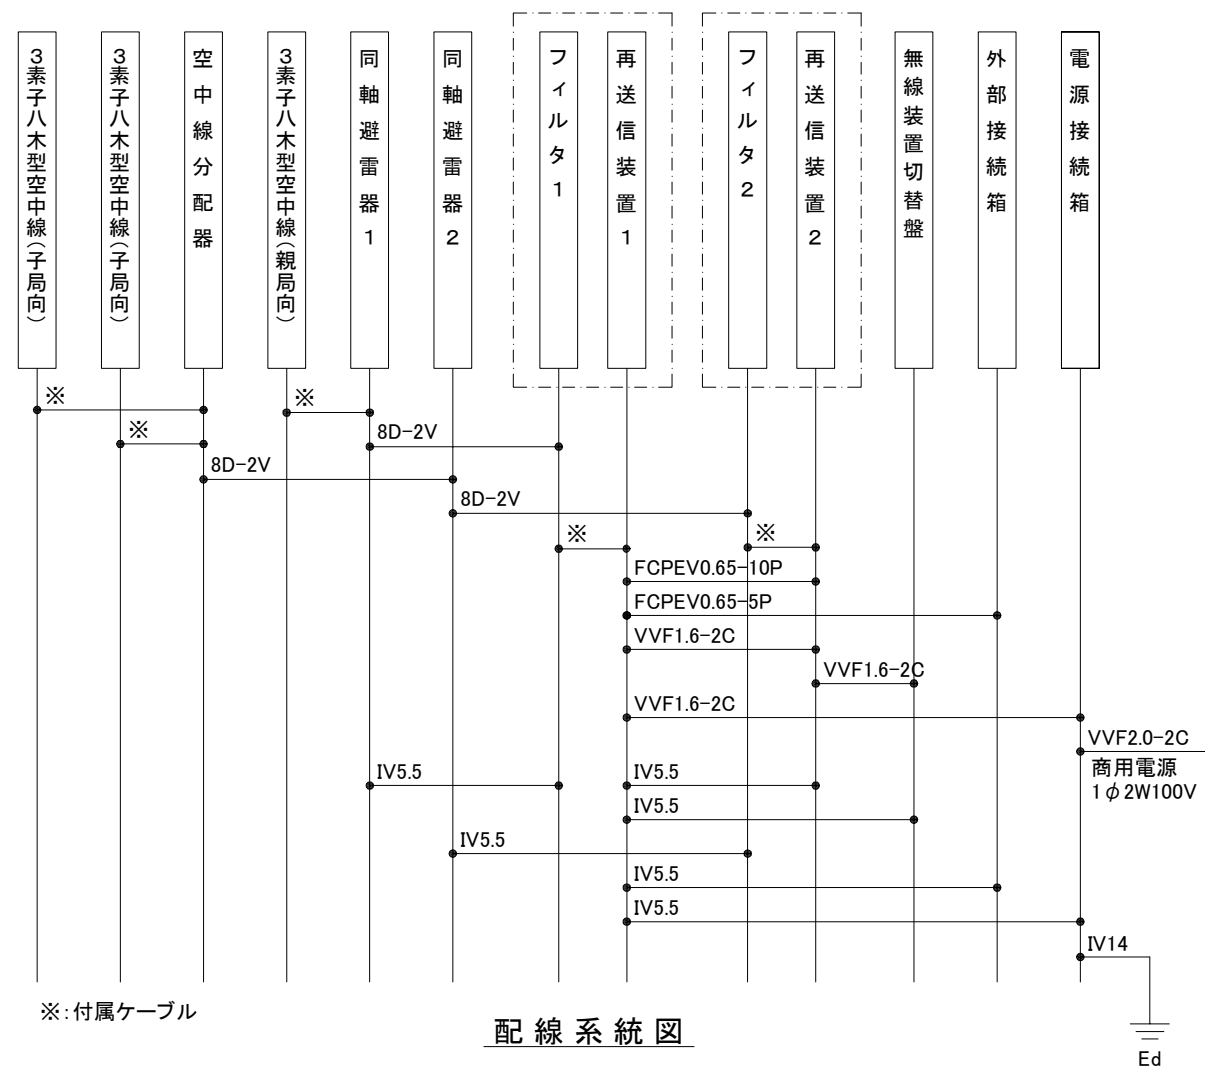 3素子八木型空中線(子局向)
3素子八木型空中線(子局向)
空中線分配器
3素子八木型空中線(親局向)
同軸避雷器1
同軸避雷器2
フィルタ1
再送信装置1
フィルタ2
再送信装置2
無線装置切替盤
外部接続箱
電源接続箱
※
※
※
8D-2V
8D-2V
8D-2V
※
※
FCPEV0.65-10P
FCPEV0.65-5P
VVF1.6-2C
VVF1.6-2C
VVF1.6-2C
VVF2.0-2C
商用電源
1φ2W100V
IV5.5
IV5.5
IV5.5
IV5.5
IV5.5
IV5.5
IV14
Ed
※:付属ケーブル
配線系統図